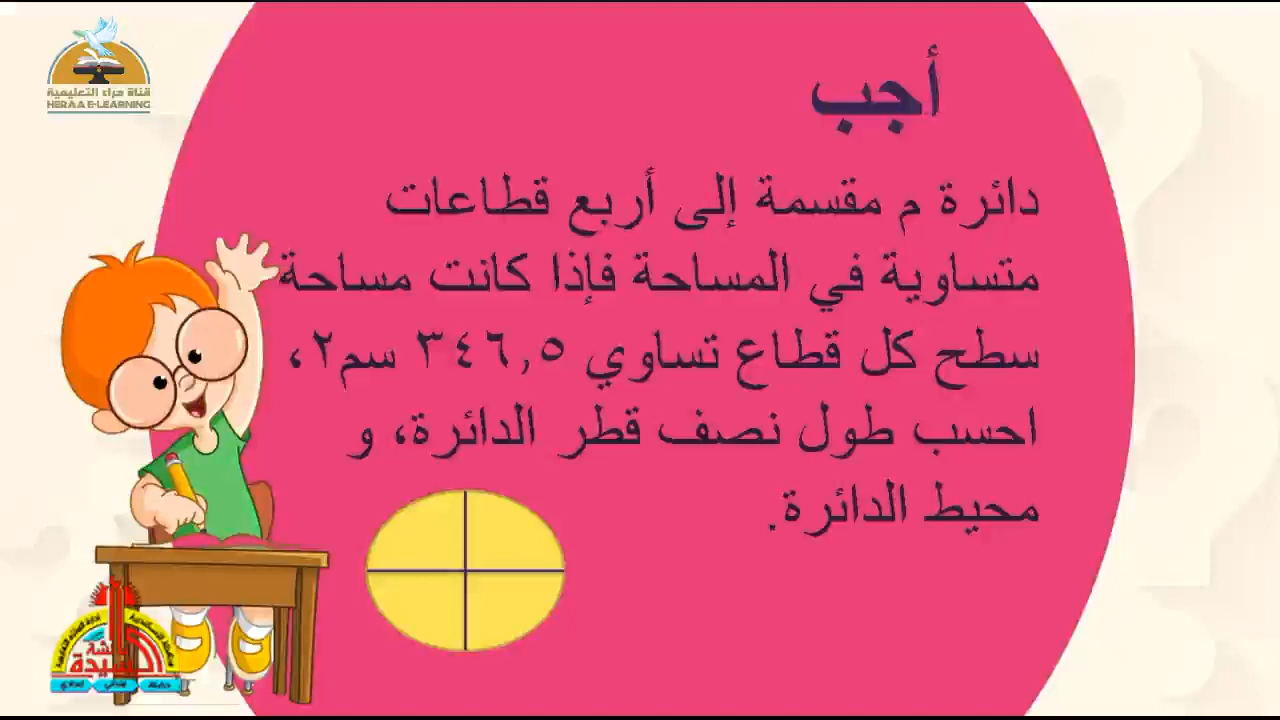 قناة حراء التعليمية
HERAA E-LEARNING
أجب
دائرة م مقسمة إلى أربع قطاعات
متساوية في المساحة فإذا كانت مساحة
سطح كل قطاع تساوي ٣٤٦,٥ سم٢،
احسب طول نصف قطر الدائرة، و
محيط الدائرة.